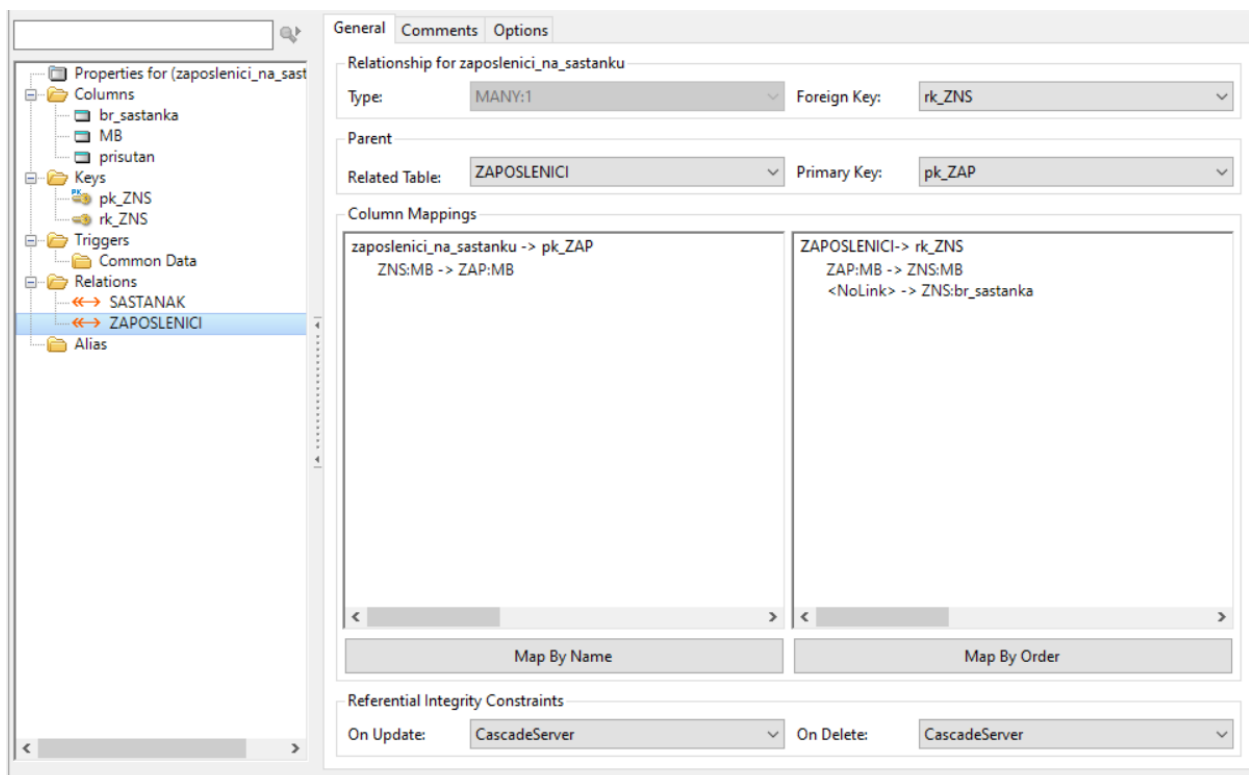 Properties for (zaposlenici_na_sast
Columns
br_sastanka
MB
prisutan
Keys
pk_ZNS
rk_ZNS
Triggers
Common Data
Relations
SASTANAK
ZAPOSLENICI
Alias
General Comments Options
Relationship for zaposlenici_na_sastanku
Type: MANY:1 Foreign Key: rk_ZNS
Parent
Related Table: ZAPOSLENICI Primary Key: pk_ZAP
Column Mappings
zaposlenici_na_sastanku -> pk_ZAP
ZNS:MB -> ZAP:MB
ZAPOSLENICI-> rk_ZNS
ZAP:MB -> ZNS:MB
<NoLink> -> ZNS:br_sastanka
Map By Name Map By Order
Referential Integrity Constraints
On Update: CascadeServer On Delete: CascadeServer